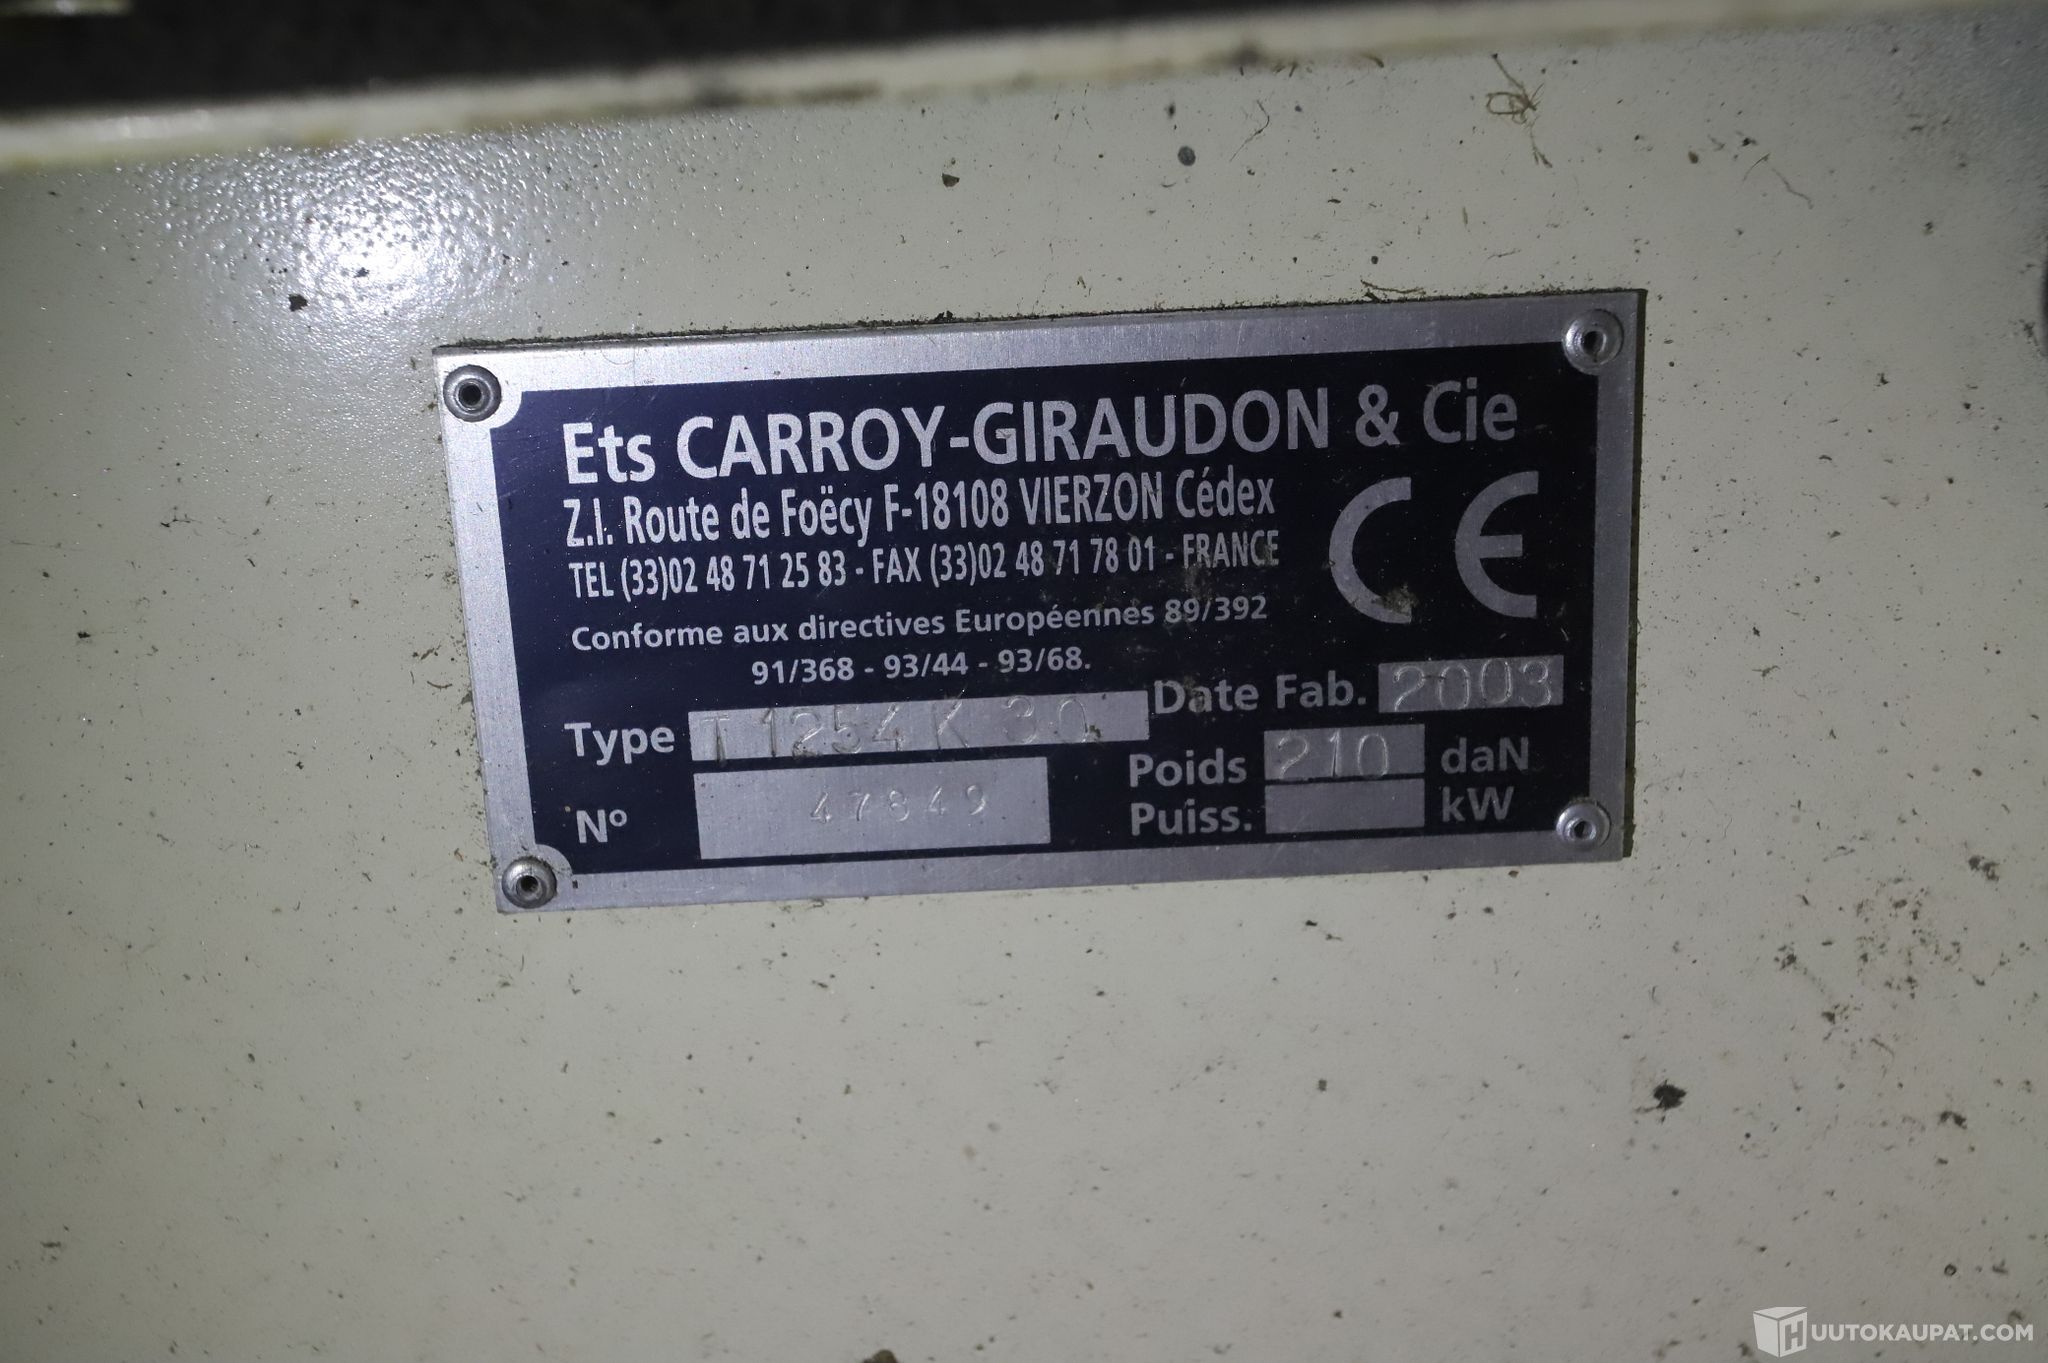 Ets CARROY-GIRAUDON & Cie
Z.I. Route de Foëcy F-18108 VIERZON Cédex
TEL (33)02 48 71 25 83 - FAX (33)02 48 71 78 01 - FRANCE
CE
Conforme aux directives Européennes 89/392
91/368 - 93/44 - 93/68.
Date Fab. 2003
Type T 1254 K 30
Poids 210 daN
Nº 47849
Puiss. kW
HUUTOKAUPAT.COM